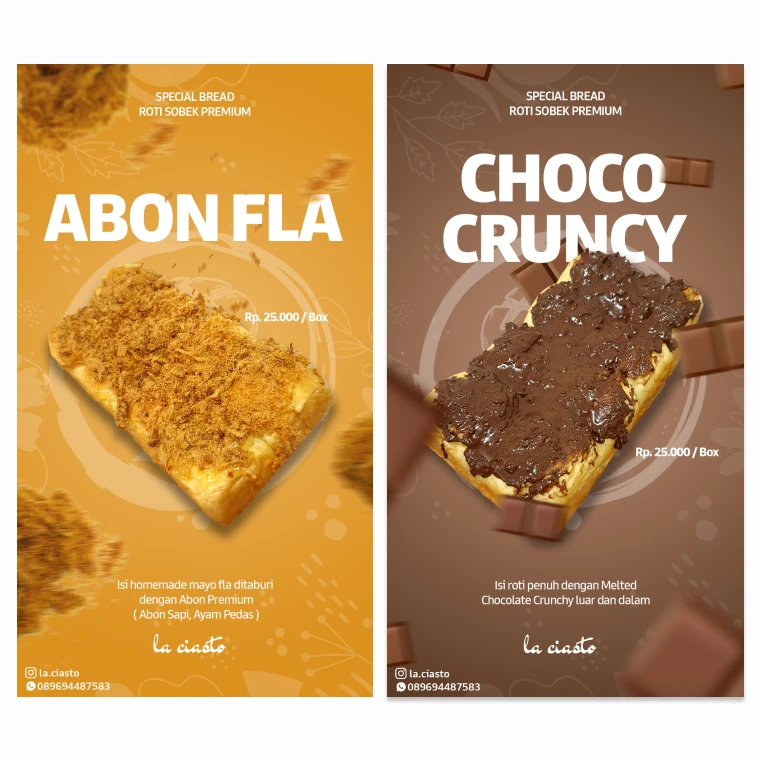 SPECIAL BREAD
ROTI SOBEK PREMIUM
ABON FLA
Rp. 25.000 / Box
Isi homemade mayo fla ditaburi
dengan Abon Premium
( Abon Sapi, Ayam Pedas )
la ciasto
la.ciasto
089694487583
SPECIAL BREAD
ROTI SOBEK PREMIUM
CHOCO
CRUNCY
Rp. 25.000 / Box
Isi roti penuh dengan Melted
Chocolate Crunchy luar dan dalam
la ciasto
la.ciasto
089694487583